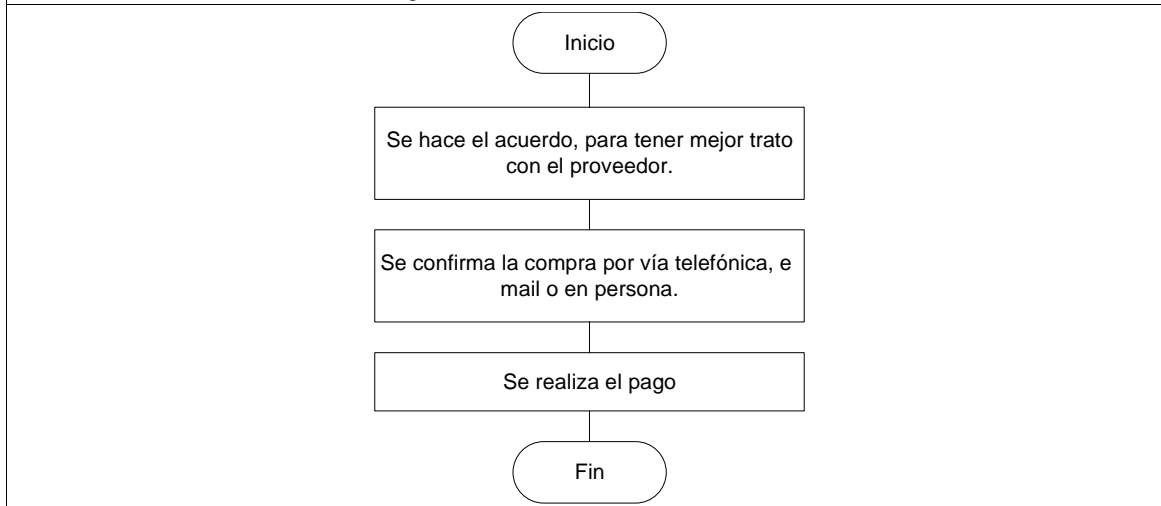 Inicio
Se hace el acuerdo, para tener mejor trato
con el proveedor.
Se confirma la compra por vía telefónica, e
mail o en persona.
Se realiza el pago
Fin